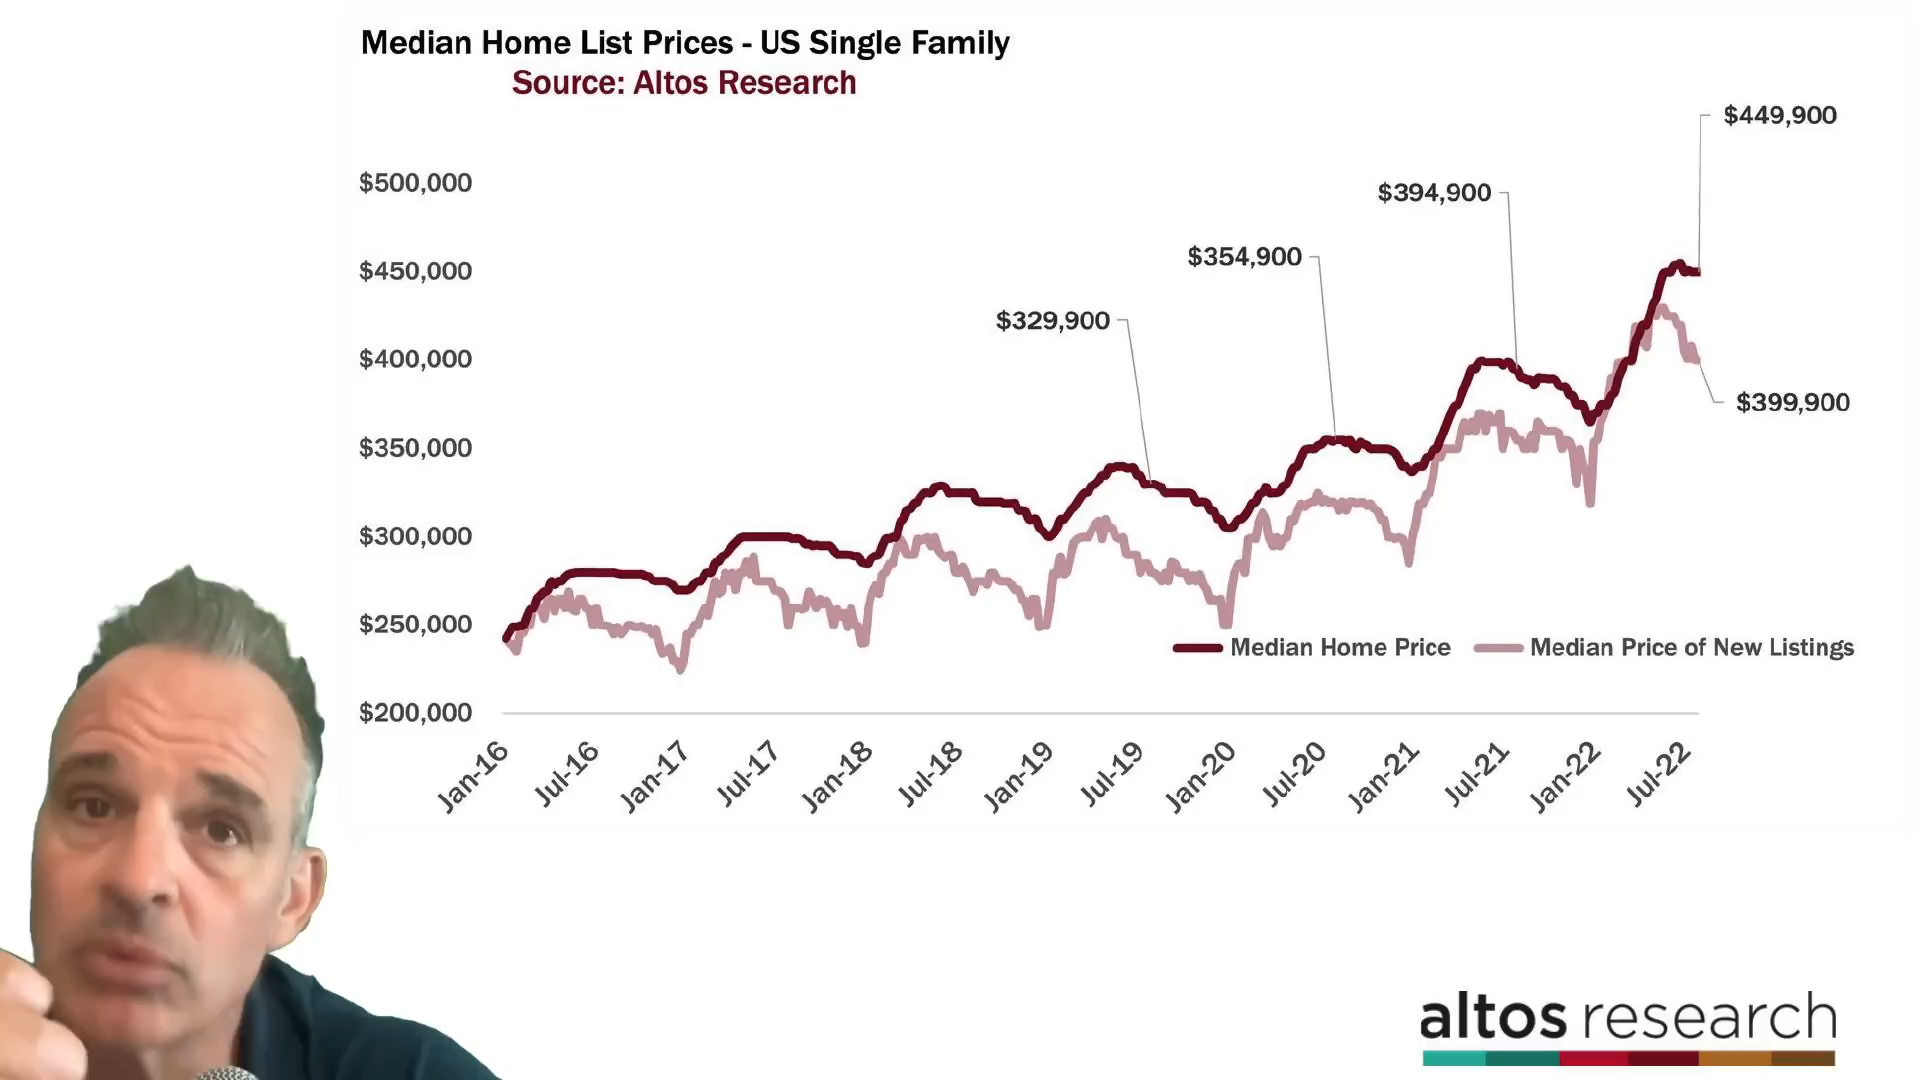 Median Home List Prices - US Single Family
Source: Altos Research
$449,900
$500,000
$394,900
$354,900
$450,000
$329,900
$400,000
$399,900
$350,000
$300,000
$250,000
Median Home Price
Median Price of New Listings
$200,000
Jan-16
Jul-16
Jan-17
Jul-17
Jan-18
Jul-18
Jan-19
Jul-19
Jan-20
Jul-20
Jan-21
Jul-21
Jan-22
Jul-22
altos research